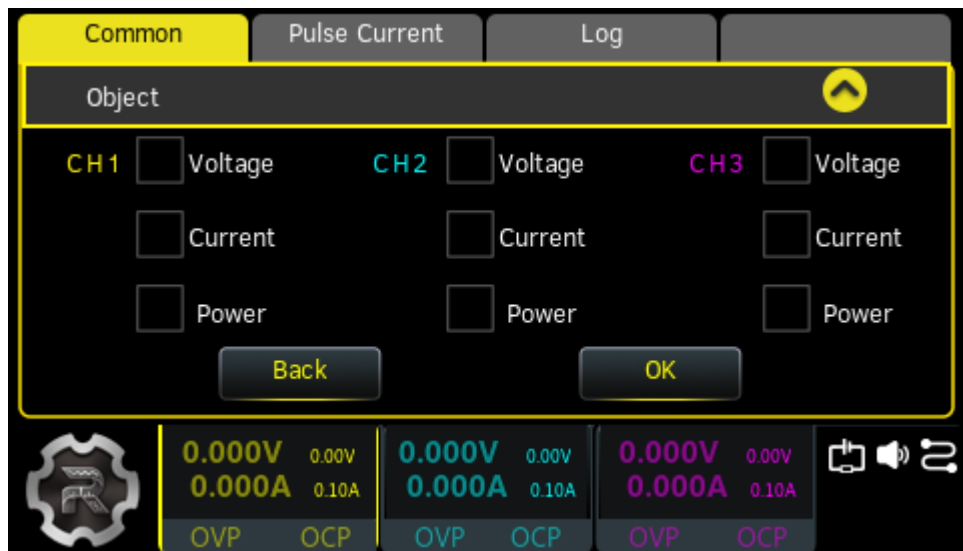 Common Pulse Current Log
Object
CH1 Voltage CH2 Voltage CH3 Voltage
Current Current Current
Power Power Power
Back OK
0.000V 0.00V 0.000V 0.00V 0.000V 0.00V
0.000A 0.10A 0.000A 0.10A 0.000A 0.10A
OVP OCP OVP OCP OVP OCP
R